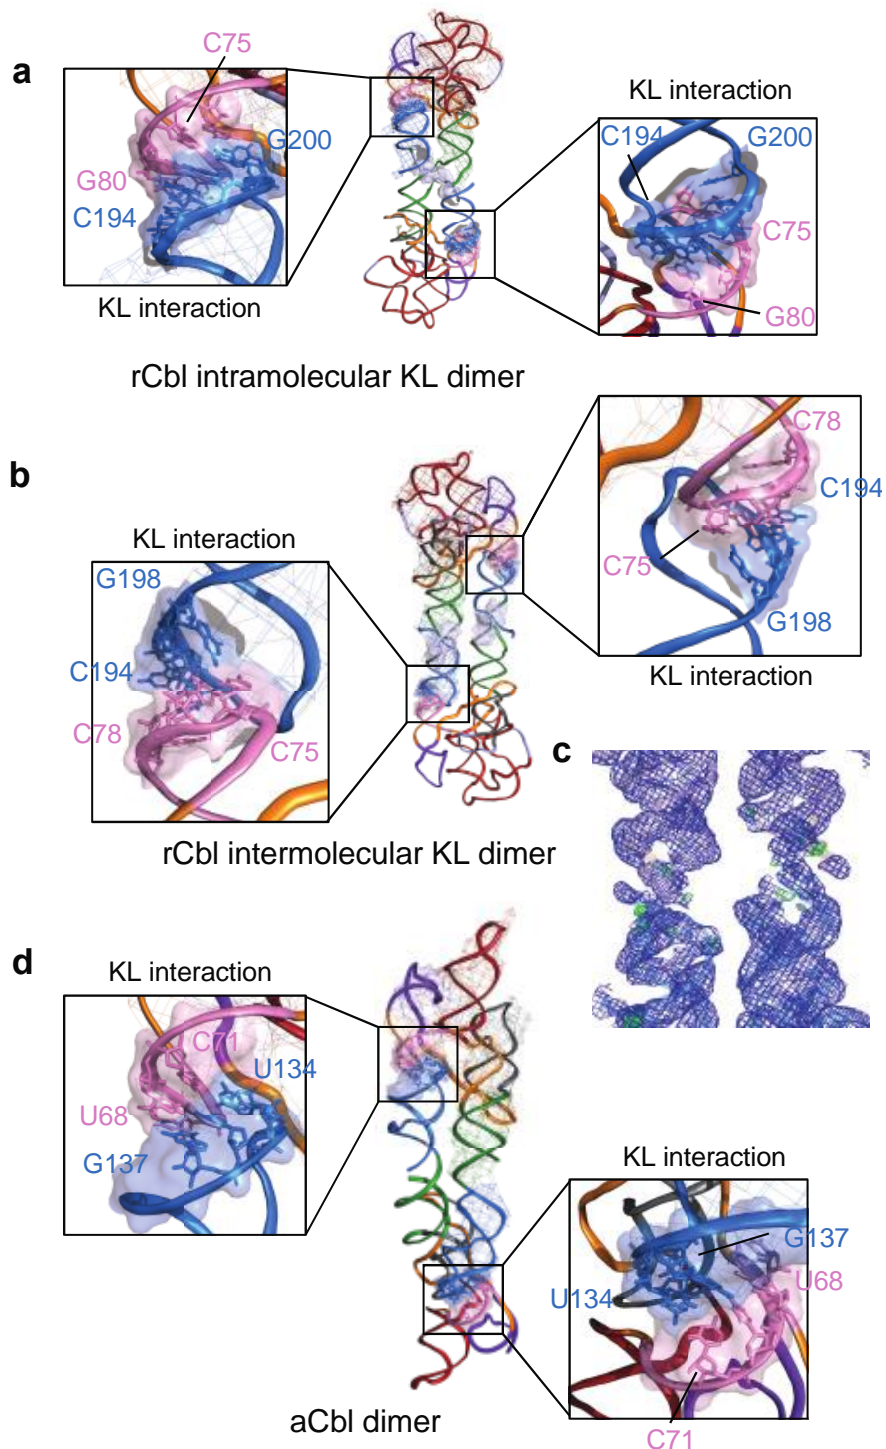 a
C75
G80
C194
G200
KL interaction
KL interaction
C194
G200
C75
G80
rCbl intramolecular KL dimer
b
KL interaction
G198
C194
C78
C75
C78
C194
C75
G198
KL interaction
rCbl intermolecular KL dimer
c
d
KL interaction
C71
U134
U68
G137
KL interaction
G137
U68
U134
C71
aCbl dimer